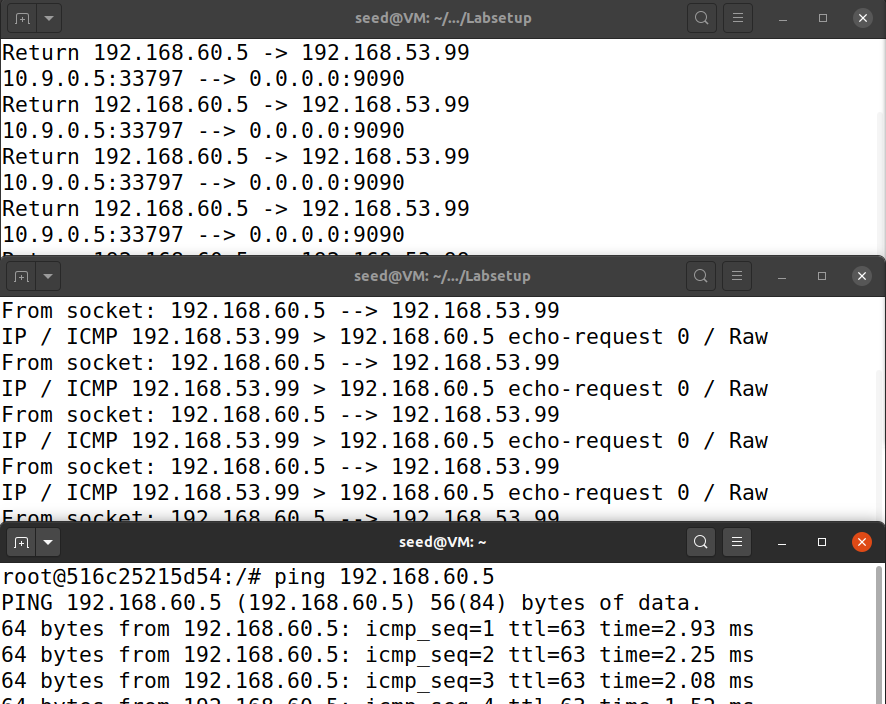 seed@VM: ~/.../Labsetup
Return 192.168.60.5 -> 192.168.53.99
10.9.0.5:33797 --> 0.0.0.0:9090
Return 192.168.60.5 -> 192.168.53.99
10.9.0.5:33797 --> 0.0.0.0:9090
Return 192.168.60.5 -> 192.168.53.99
10.9.0.5:33797 --> 0.0.0.0:9090
Return 192.168.60.5 -> 192.168.53.99
10.9.0.5:33797 --> 0.0.0.0:9090
seed@VM: ~/.../Labsetup
From socket: 192.168.60.5 --> 192.168.53.99
IP / ICMP 192.168.53.99 > 192.168.60.5 echo-request 0 / Raw
From socket: 192.168.60.5 --> 192.168.53.99
IP / ICMP 192.168.53.99 > 192.168.60.5 echo-request 0 / Raw
From socket: 192.168.60.5 --> 192.168.53.99
IP / ICMP 192.168.53.99 > 192.168.60.5 echo-request 0 / Raw
From socket: 192.168.60.5 --> 192.168.53.99
IP / ICMP 192.168.53.99 > 192.168.60.5 echo-request 0 / Raw
From socket: 192.168.60.5 --> 192.168.53.99
seed@VM: ~
root@516c25215d54:/# ping 192.168.60.5
PING 192.168.60.5 (192.168.60.5) 56(84) bytes of data.
64 bytes from 192.168.60.5: icmp_seq=1 ttl=63 time=2.93 ms
64 bytes from 192.168.60.5: icmp_seq=2 ttl=63 time=2.25 ms
64 bytes from 192.168.60.5: icmp_seq=3 ttl=63 time=2.08 ms
64 bytes from 192.168.60.5: icmp_seq=4 ttl=63 time=1.52 ms